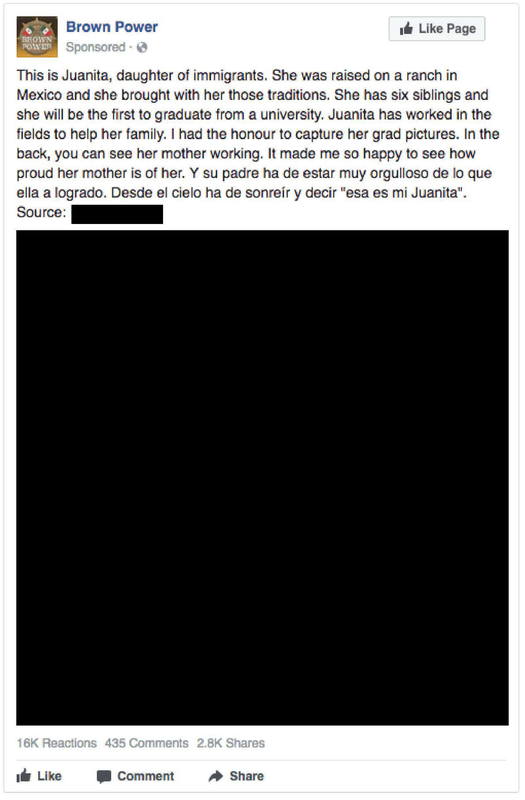 BROWN
POWER
Brown Power
Sponsored ·
Like Page
This is Juanita, daughter of immigrants. She was raised on a ranch in
Mexico and she brought with her those traditions. She has six siblings and
she will be the first to graduate from a university. Juanita has worked in the
fields to help her family. I had the honour to capture her grad pictures. In the
back, you can see her mother working. It made me so happy to see how
proud her mother is of her. Y su padre ha de estar muy orgulloso de lo que
ella a logrado. Desde el cielo ha de sonreír y decir "esa es mi Juanita".
Source:
16K Reactions 435 Comments 2.8K Shares
Like Comment Share